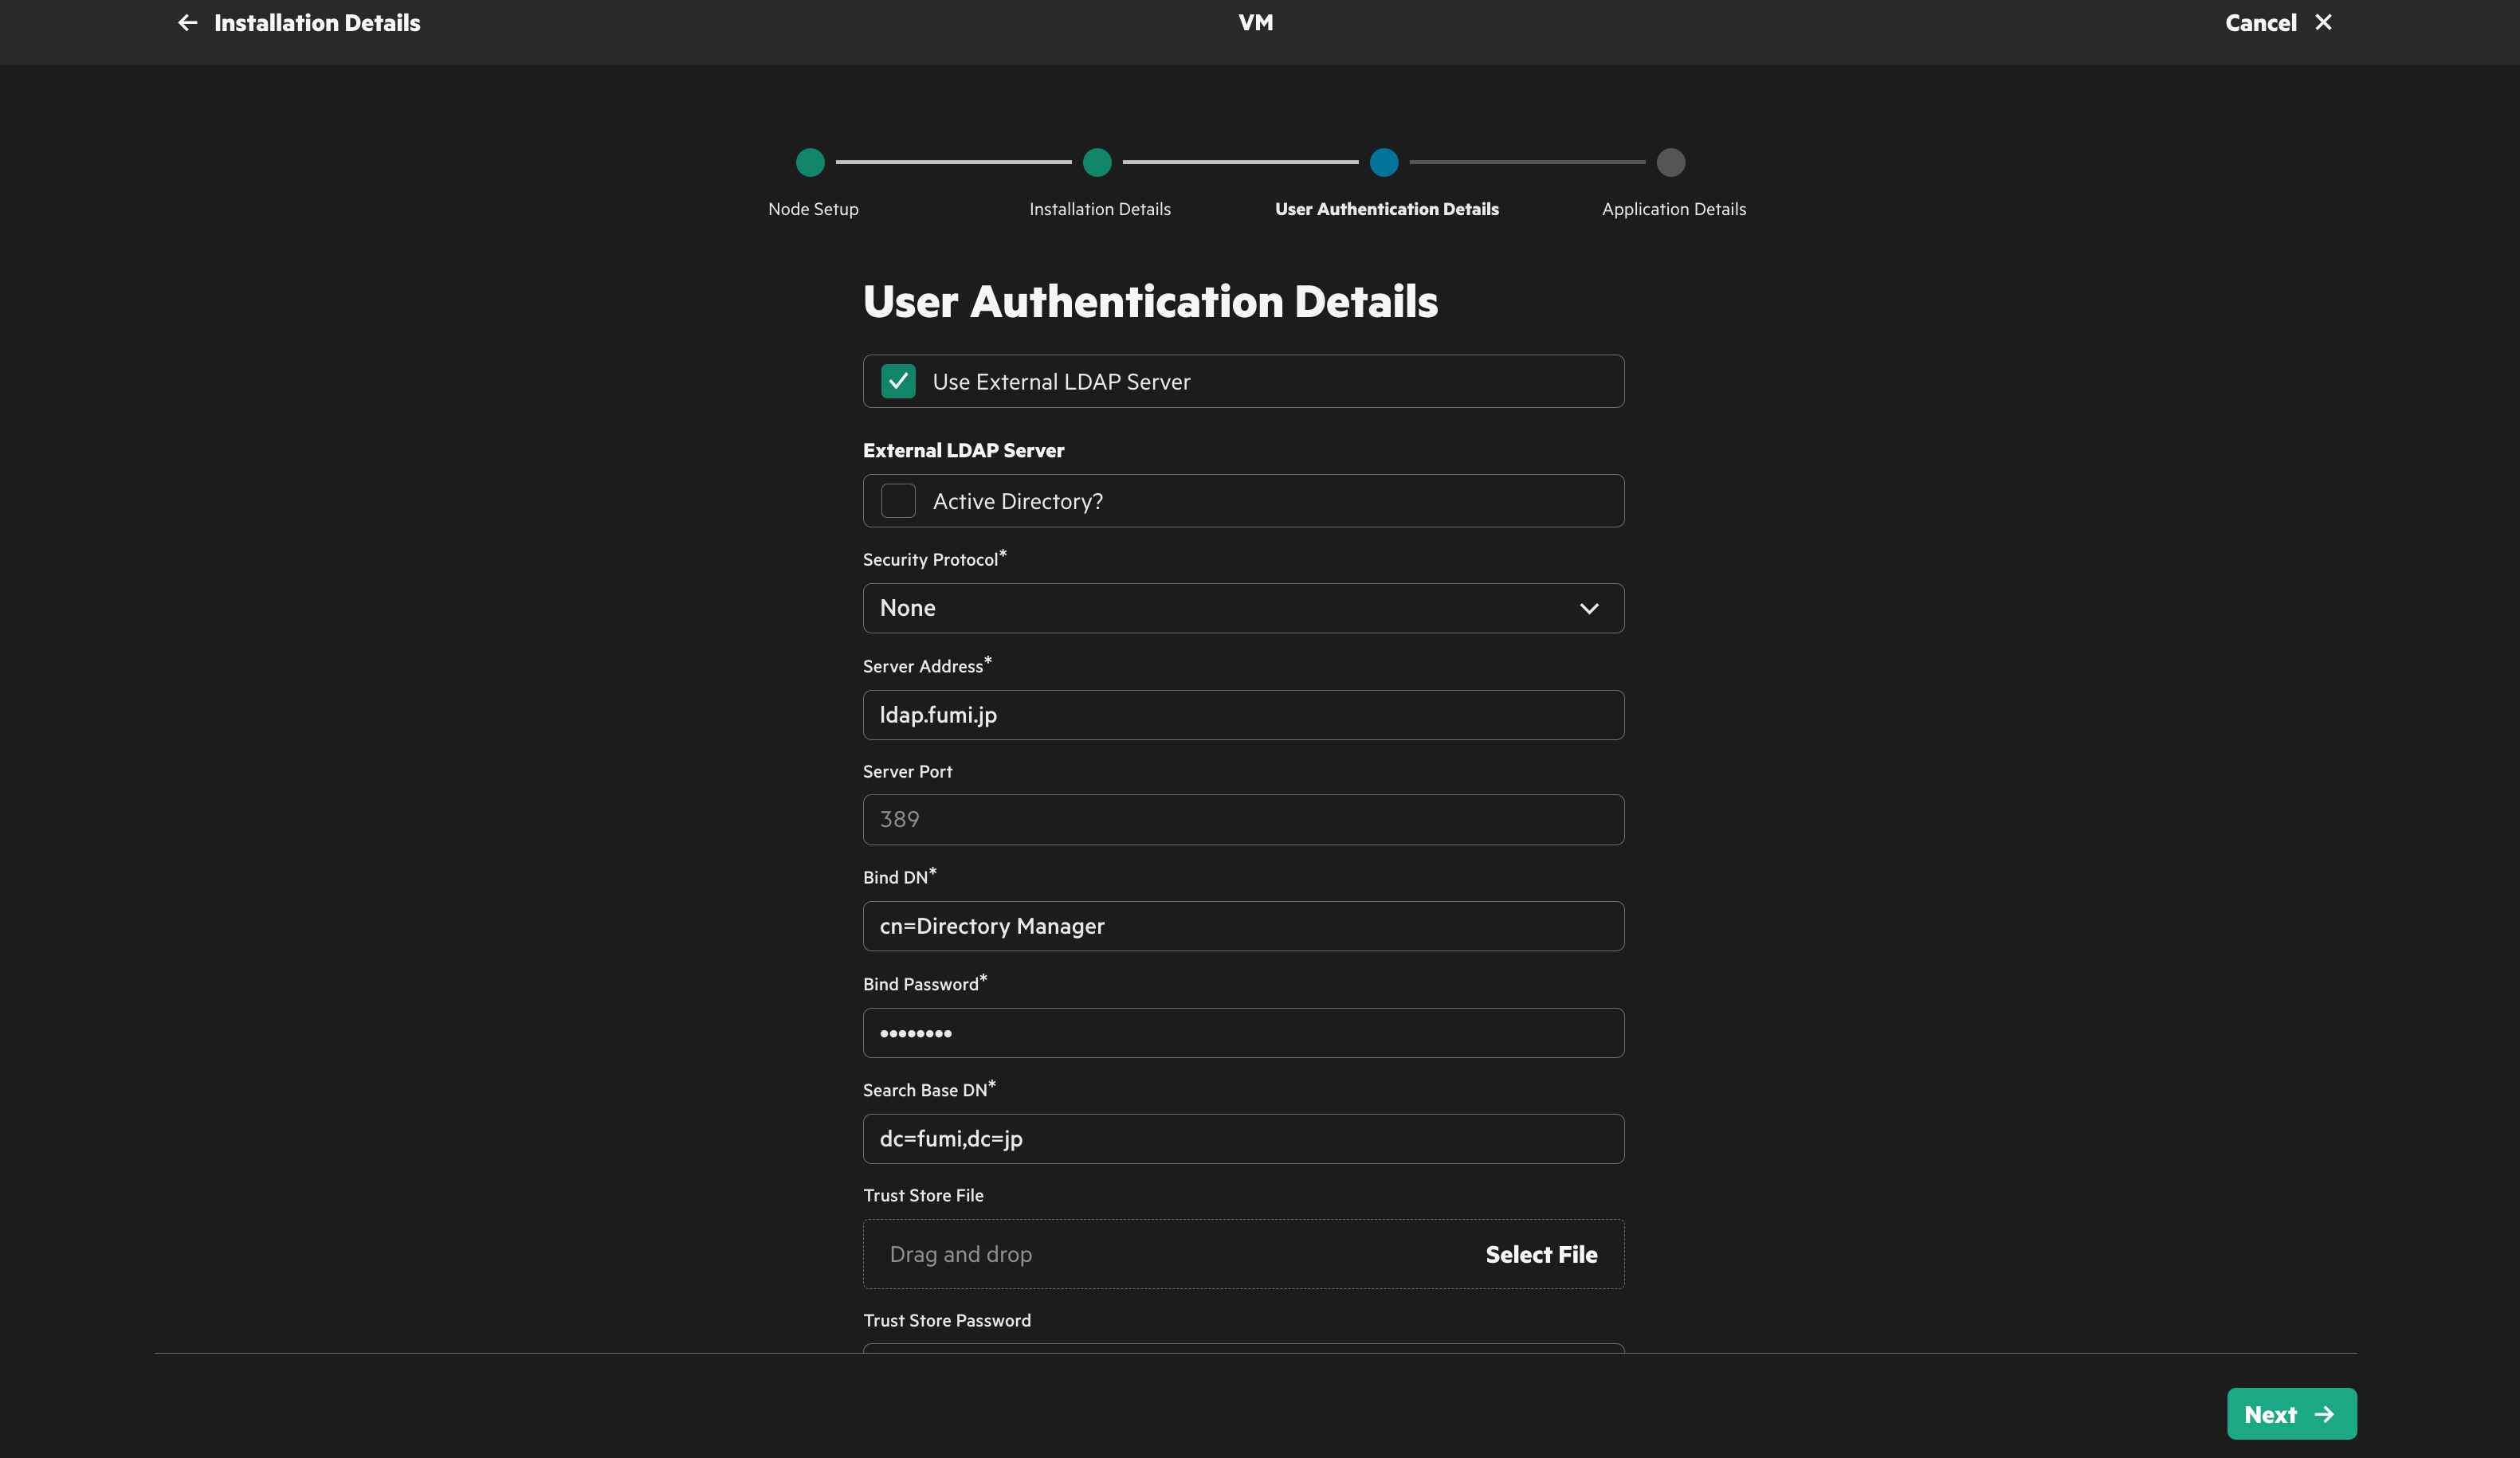 Installation Details
VM
Cancel
Node Setup
Installation Details
User Authentication Details
Application Details
User Authentication Details
Use External LDAP Server
External LDAP Server
Active Directory?
Security Protocol*
None
Server Address*
ldap.fumi.jp
Server Port
389
Bind DN*
cn=Directory Manager
Bind Password*
••••••••
Search Base DN*
dc=fumi,dc=jp
Trust Store File
Drag and drop
Select File
Trust Store Password
Next